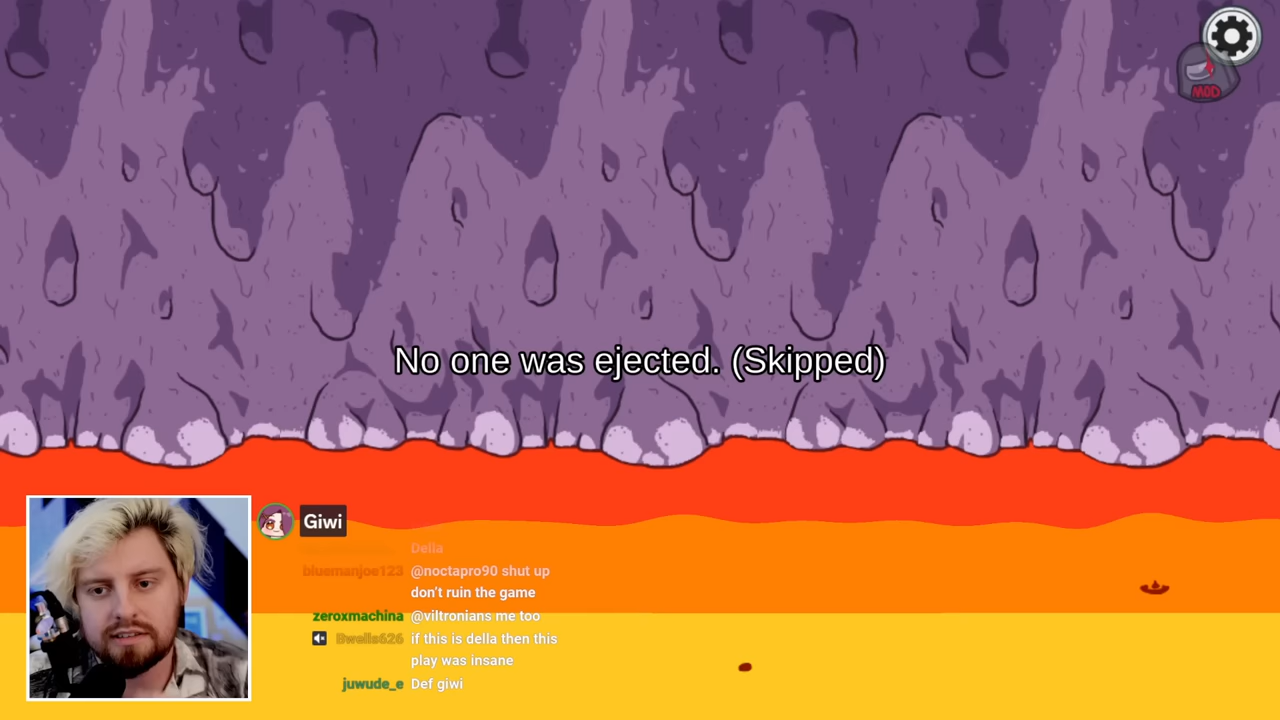 MOD
No one was ejected. (Skipped)
Giwi
Della
bluemanjoe123 @noctapro90 shut up
don't ruin the game
zeroxmachina @viltronians me too
Bwells626 if this is della then this
play was insane
juwude_e Def giwi